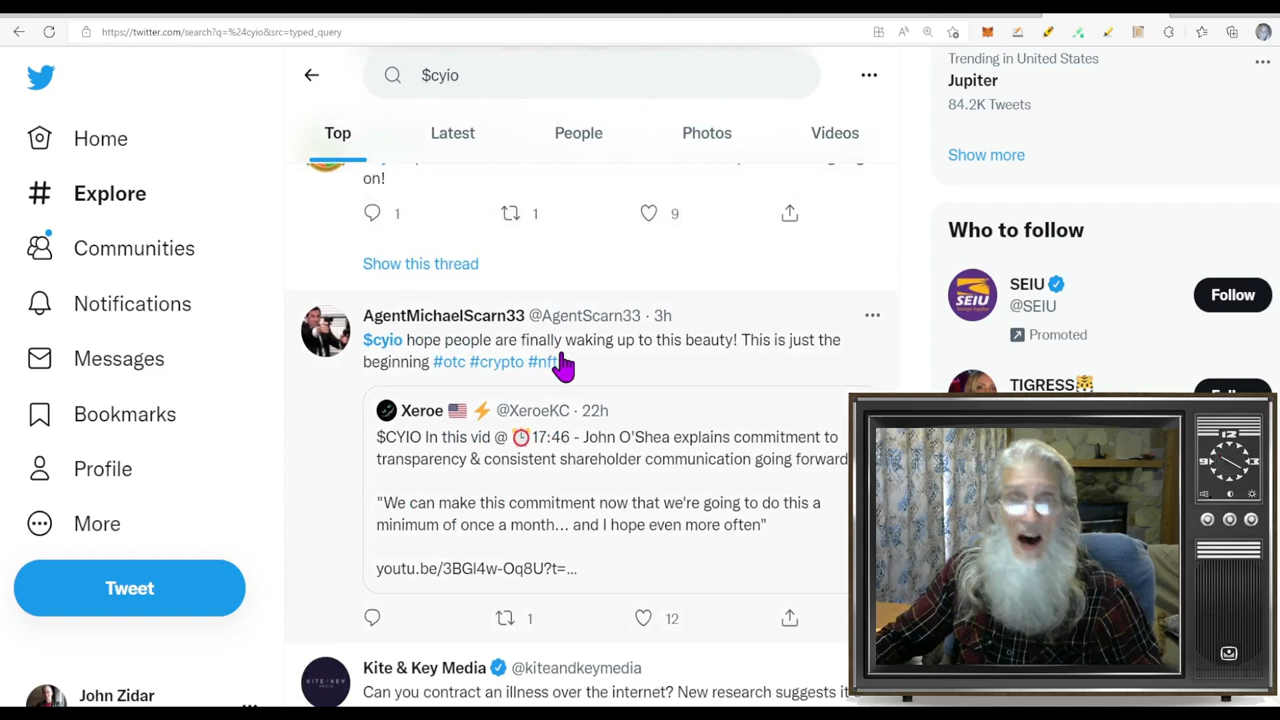 https://twitter.com/search?q=%24cyio&src=typed_query
$cyio
Top
Latest
People
Photos
Videos
Home
Explore
Communities
Notifications
Messages
Bookmarks
Profile
More
Tweet
John Zidar
on!
1
1
9
Show this thread
AgentMichaelScarn33 @AgentScarn33 · 3h
$cyio hope people are finally waking up to this beauty! This is just the
beginning #otc #crypto #nft
Xeroe @XeroeKC · 22h
$CYIO In this vid @ 17:46 - John O'Shea explains commitment to
transparency & consistent shareholder communication going forward
"We can make this commitment now that we're going to do this a
minimum of once a month... and I hope even more often"
youtu.be/3BGl4w-Oq8U?t=...
1
12
Kite & Key Media @kiteandkeymedia
KITE+KEY
Can you contract an illness over the internet? New research suggests it
Trending in United States
Jupiter
84.2K Tweets
Show more
Who to follow
SEIU
SEIU
@SEIU
Follow
Promoted
TIGRESS
12
9
3